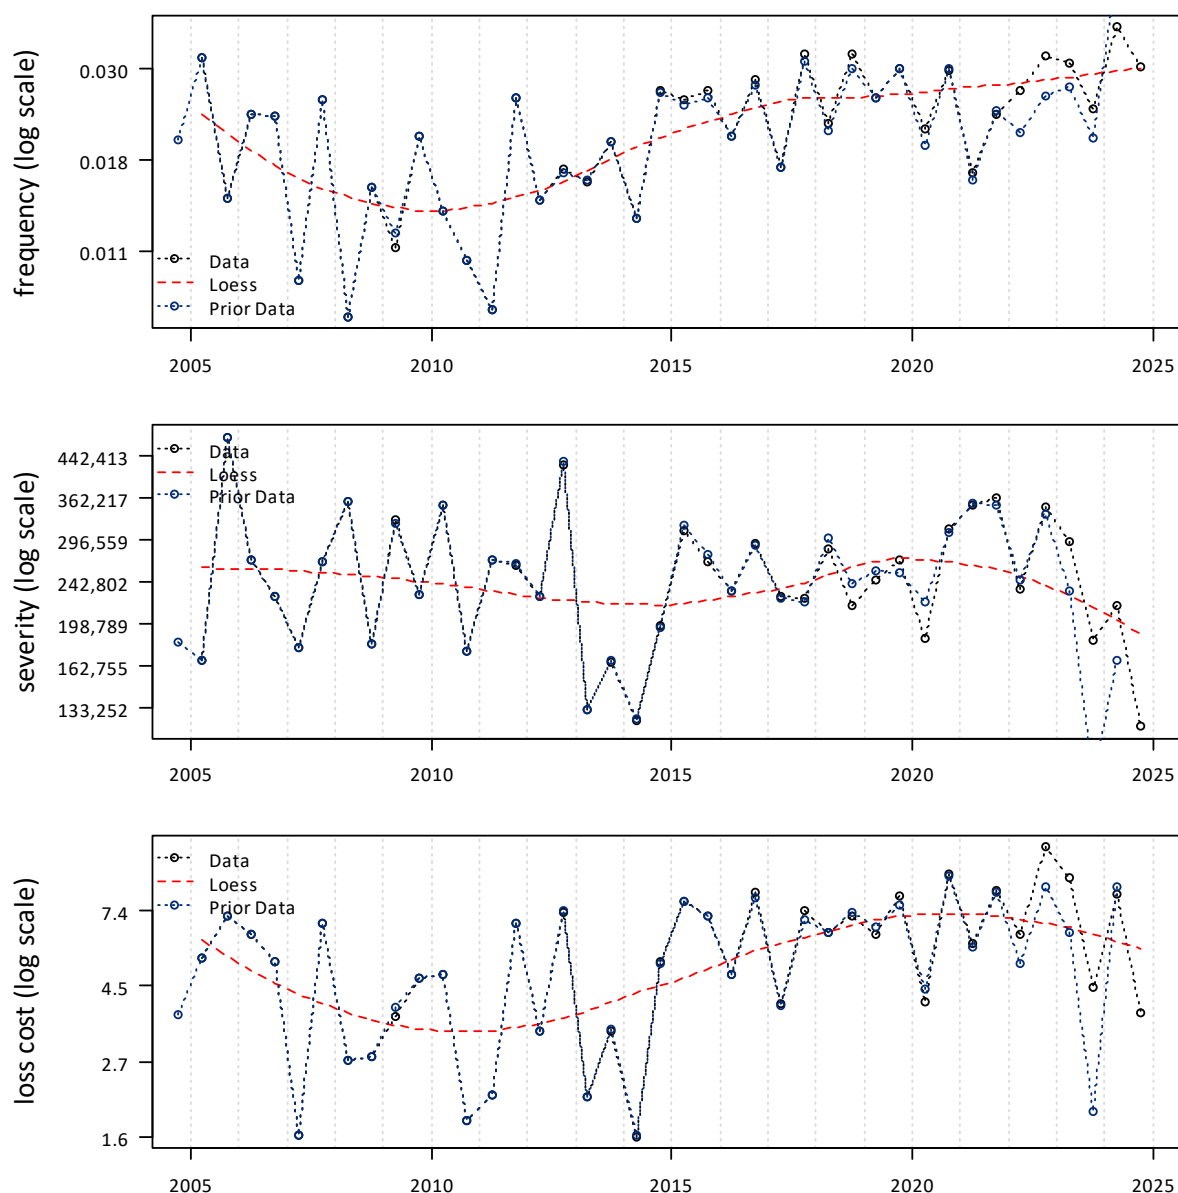 frequency (log scale)
0.030
0.018
0.011
Data
Loess
Prior Data
2005 2010 2015 2020 2025
severity (log scale)
442,413
362,217
296,559
242,802
198,789
162,755
133,252
Data
Loess
Prior Data
2005 2010 2015 2020 2025
loss cost (log scale)
7.4
4.5
2.7
1.6
Data
Loess
Prior Data
2005 2010 2015 2020 2025